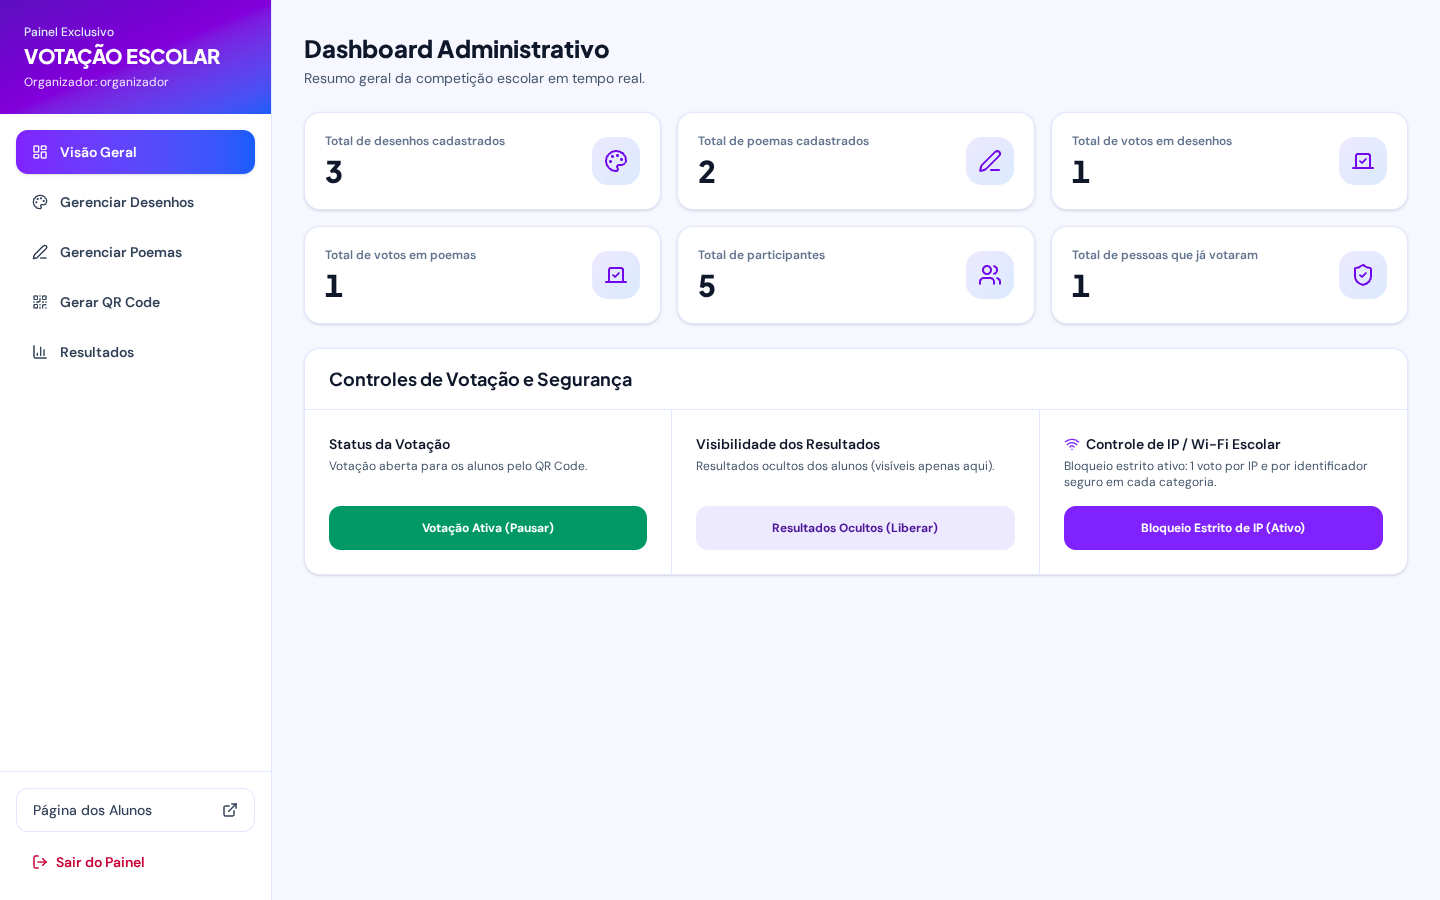 Painel Exclusivo
VOTAÇÃO ESCOLAR
Organizador: organizador
Visão Geral
Gerenciar Desenhos
Gerenciar Poemas
Gerar QR Code
Resultados
Página dos Alunos
Sair do Painel
Dashboard Administrativo
Resumo geral da competição escolar em tempo real.
Total de desenhos cadastrados
3
Total de poemas cadastrados
2
Total de votos em desenhos
1
Total de votos em poemas
1
Total de participantes
5
Total de pessoas que já votaram
1
Controles de Votação e Segurança
Status da Votação
Votação aberta para os alunos pelo QR Code.
Votação Ativa (Pausar)
Visibilidade dos Resultados
Resultados ocultos dos alunos (visíveis apenas aqui).
Resultados Ocultos (Liberar)
Controle de IP / Wi-Fi Escolar
Bloqueio estrito ativo: 1 voto por IP e por identificador
seguro em cada categoria.
Bloqueio Estrito de IP (Ativo)